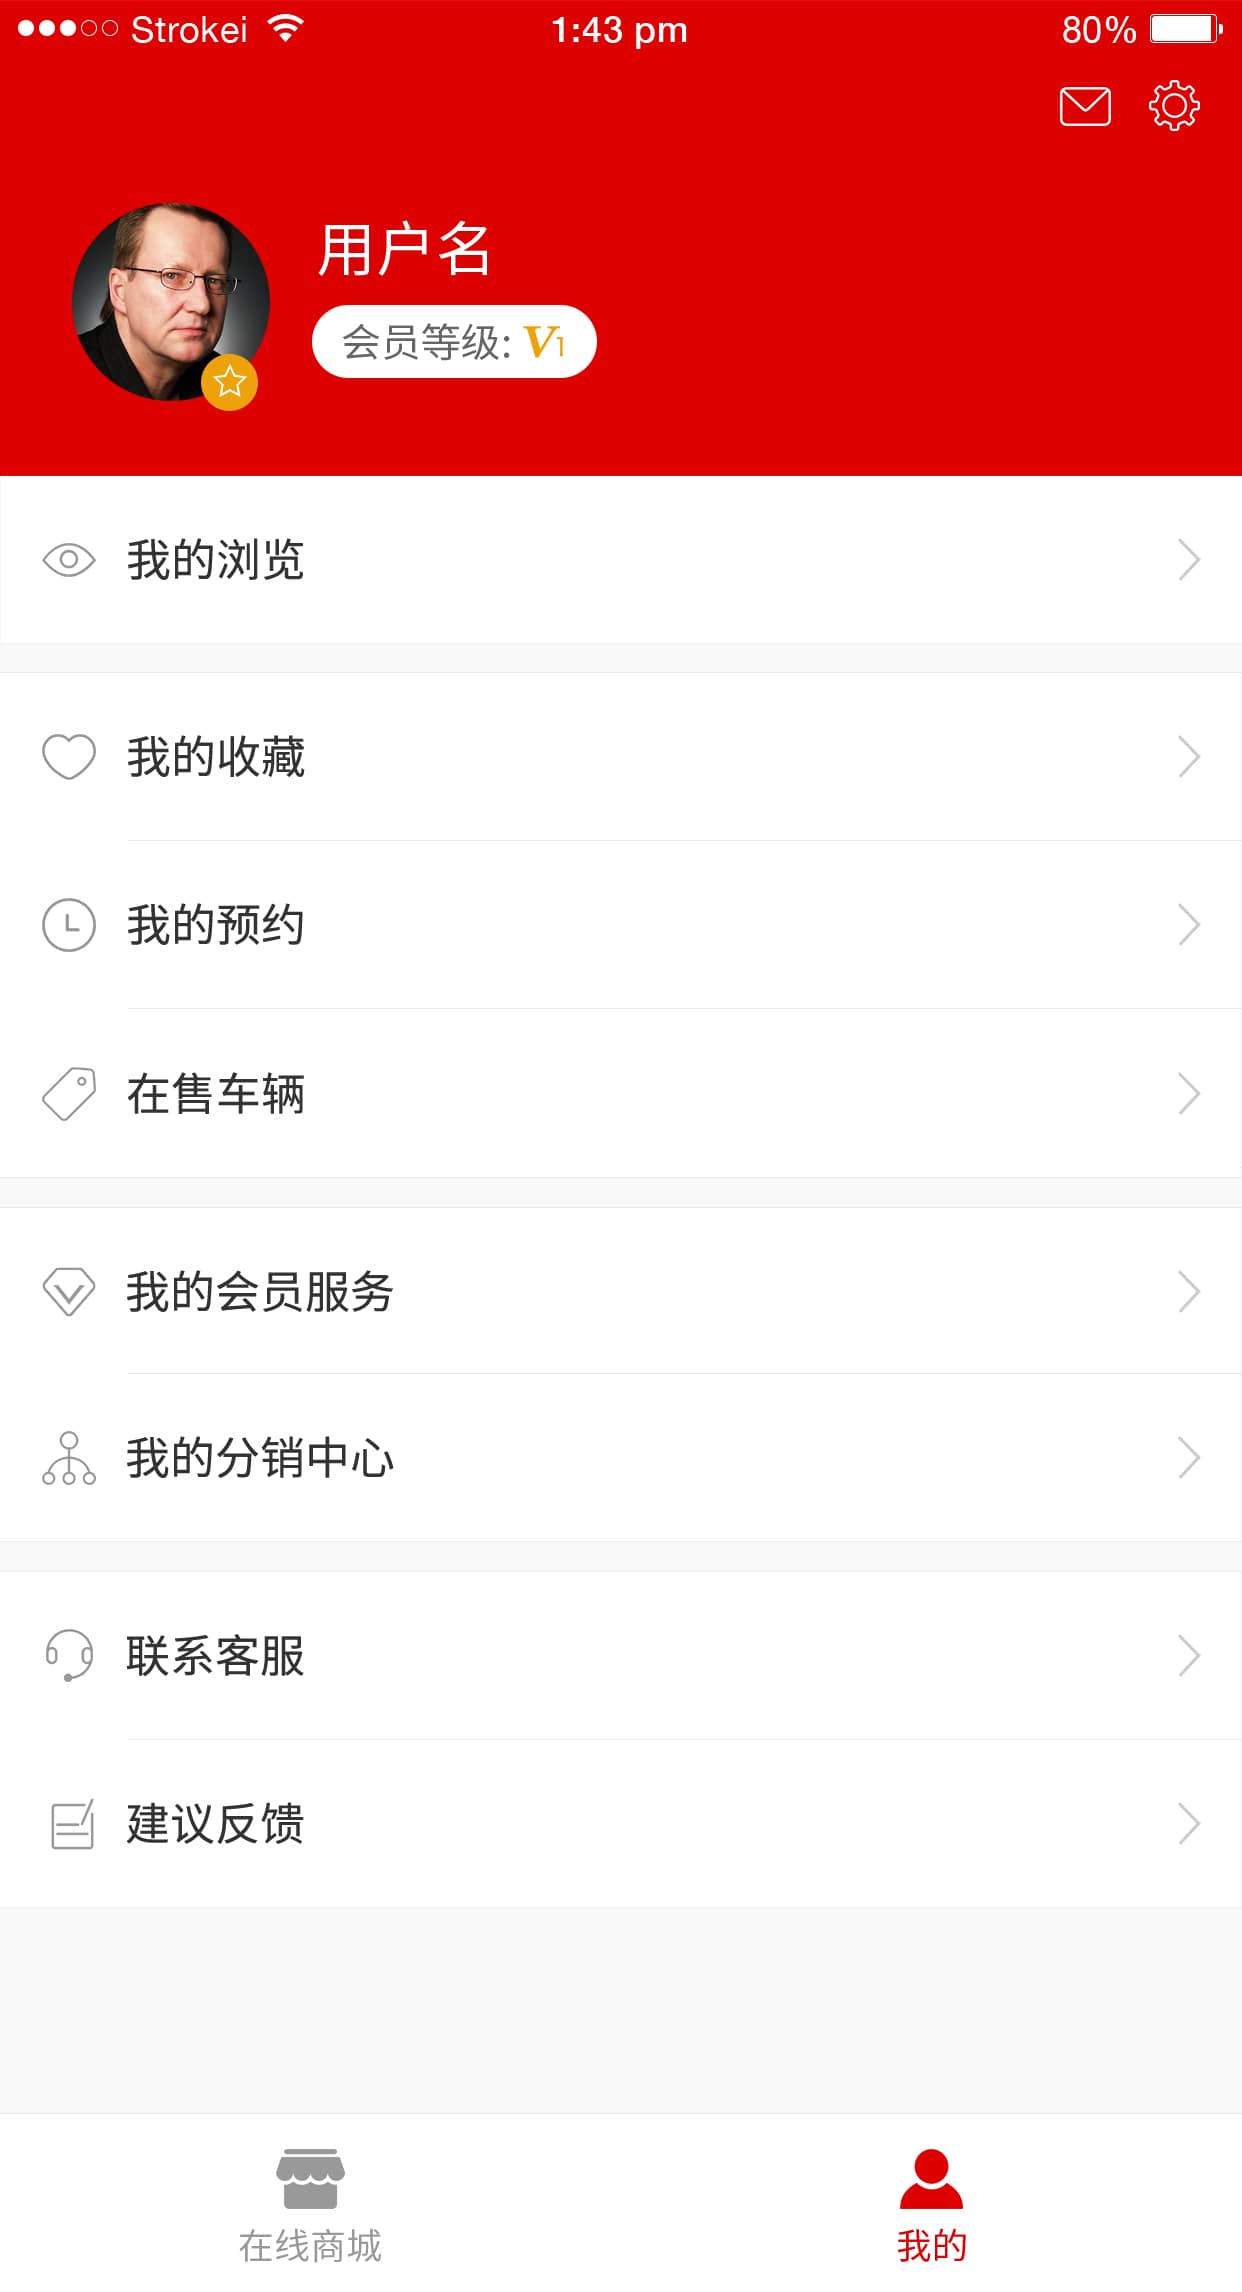 Strokei 1:43 pm 80%
用户名
会员等级: V1
我的浏览
我的收藏
我的预约
在售车辆
我的会员服务
我的分销中心
联系客服
建议反馈
在线商城 我的